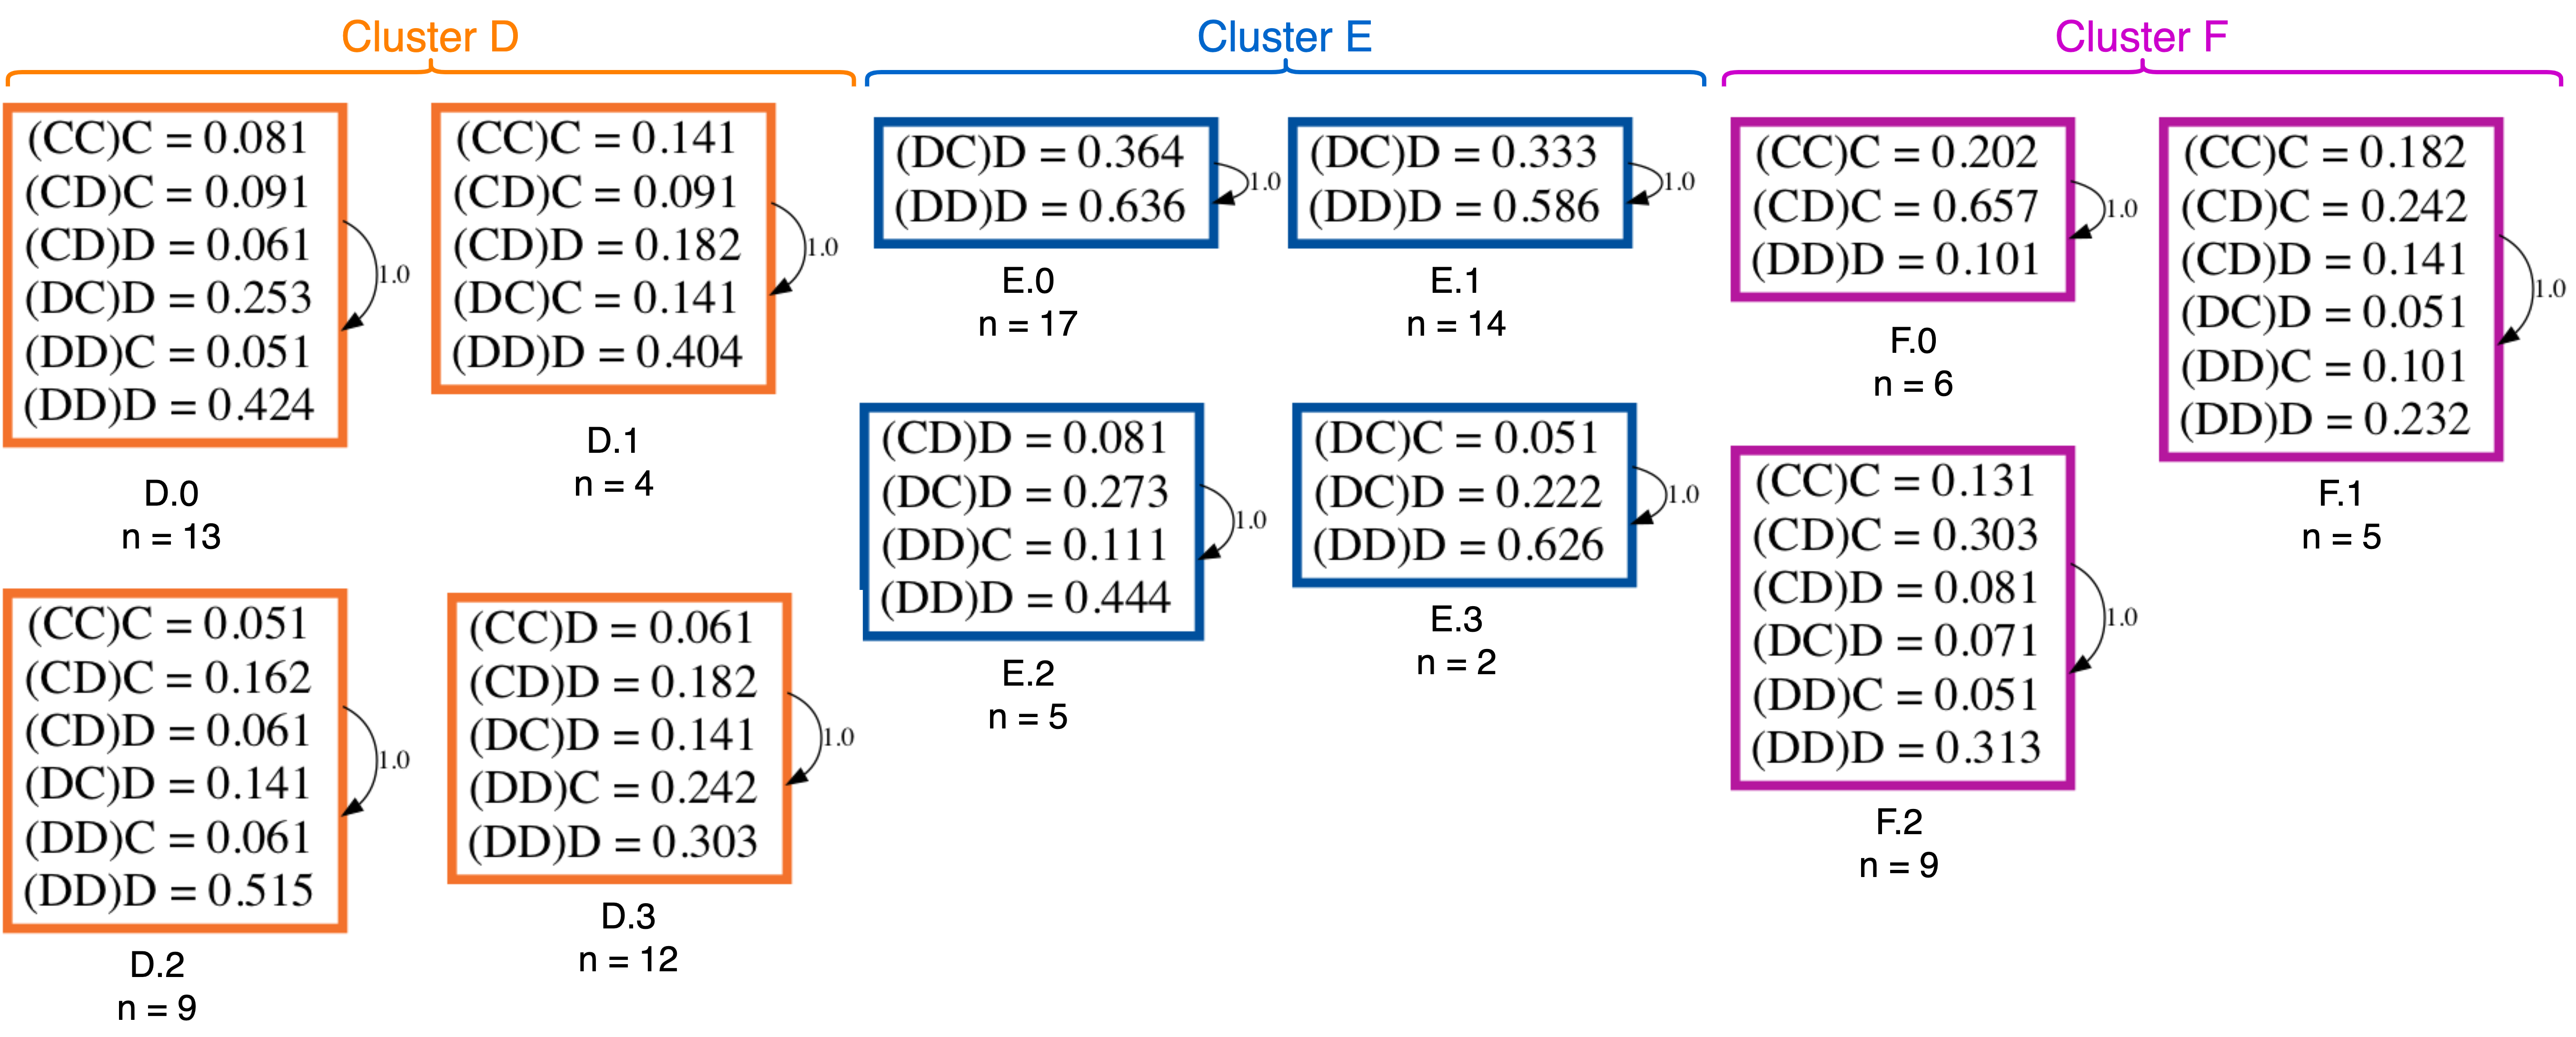 Cluster D
(CC)C = 0.081
(CD)C = 0.091
(CD)D = 0.061
(DC)D = 0.253
(DD)C = 0.051
(DD)D = 0.424
1.0
D.0
n = 13
(CC)C = 0.141
(CD)C = 0.091
(CD)D = 0.182
(DC)C = 0.141
(DD)D = 0.404
1.0
D.1
n = 4
(CC)C = 0.051
(CD)C = 0.162
(CD)D = 0.061
(DC)D = 0.141
(DD)C = 0.061
(DD)D = 0.515
1.0
D.2
n = 9
(CC)D = 0.061
(CD)D = 0.182
(DC)D = 0.141
(DD)C = 0.242
(DD)D = 0.303
1.0
D.3
n = 12
Cluster E
(DC)D = 0.364
(DD)D = 0.636
1.0
E.0
n = 17
(DC)D = 0.333
(DD)D = 0.586
1.0
E.1
n = 14
(CD)D = 0.081
(DC)D = 0.273
(DD)C = 0.111
(DD)D = 0.444
1.0
E.2
n = 5
(DC)C = 0.051
(DC)D = 0.222
(DD)D = 0.626
1.0
E.3
n = 2
Cluster F
(CC)C = 0.202
(CD)C = 0.657
(DD)D = 0.101
1.0
F.0
n = 6
(CC)C = 0.182
(CD)C = 0.242
(CD)D = 0.141
(DC)D = 0.051
(DD)C = 0.101
(DD)D = 0.232
1.0
F.1
n = 5
(CC)C = 0.131
(CD)C = 0.303
(CD)D = 0.081
(DC)D = 0.071
(DD)C = 0.051
(DD)D = 0.313
1.0
F.2
n = 9